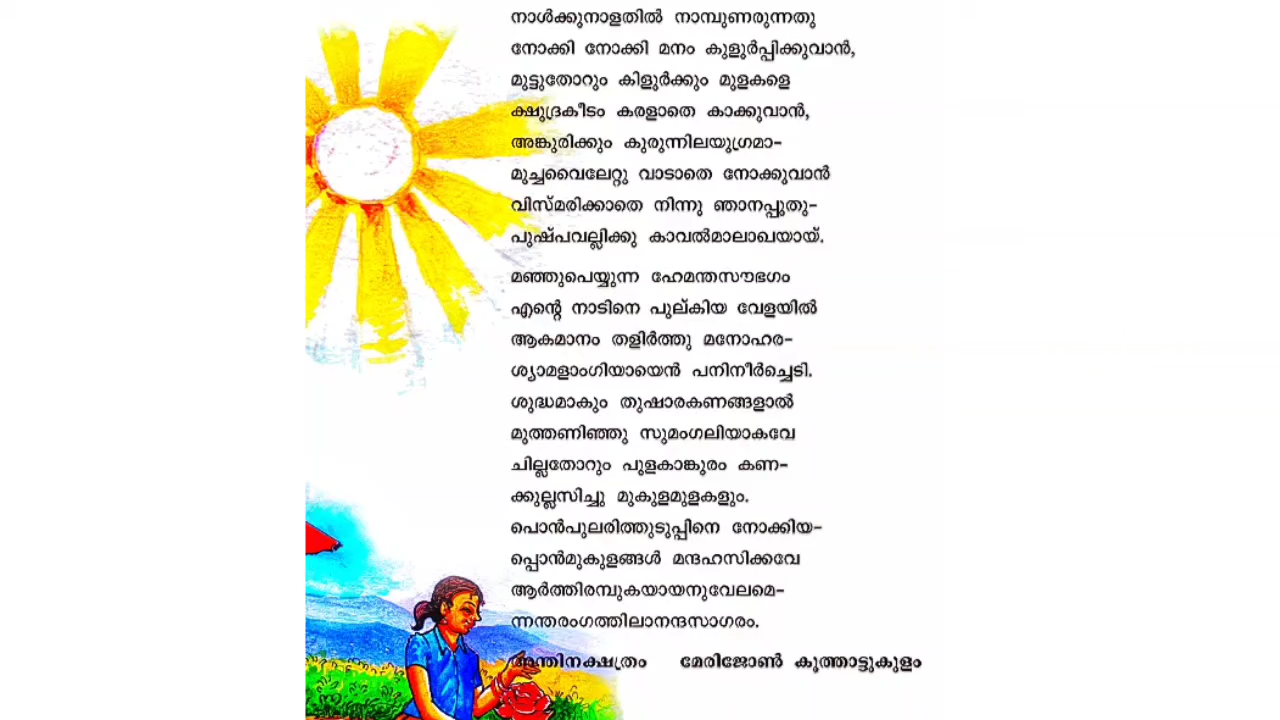 നാൾക്കുനാളതിൽ നാമ്പുണരുന്നതു
നോക്കി നോക്കി മനം കുളുർപ്പിക്കുവാൻ,
മുട്ടുതോറും കിളുർക്കും മുളകളെ
ക്ഷുദ്രകീടം കരളാതെ കാക്കുവാൻ,
അങ്കുരിക്കും കുരുന്നിലയുഗ്രമാ-
മുച്ചവൈലേറ്റു വാടാതെ നോക്കുവാൻ
വിസ്മരിക്കാതെ നിന്നു ഞാനപ്പുതു-
പുഷ്പവല്ലിക്കു കാവൽമാലാഖയായ്.
മഞ്ഞുപെയ്യുന്ന ഹേമന്തസൗഭഗം
എന്റെ നാടിനെ പുല്കിയ വേളയിൽ
ആകമാനം തളിർത്തു മനോഹര-
ശ്യാമളാംഗിയായെൻ പനിനീർച്ചെടി.
ശുദ്ധമാകും തുഷാരകണങ്ങളാൽ
മുത്തണിഞ്ഞു സുമംഗലിയാകവേ
ചില്ലതോറും പുളകാങ്കുരം കണ-
ക്കുല്ലസിച്ചു മുകുളമുളകളും.
പൊൻപുലരിത്തുടുപ്പിനെ നോക്കിയ-
പ്പൊൻമുകുളങ്ങൾ മന്ദഹസിക്കവേ
ആർത്തിരമ്പുകയായനുവേലമെ-
ന്നന്തരംഗത്തിലാനന്ദസാഗരം.
അന്തിനക്ഷത്രം മേരിജോൺ കൂത്താട്ടുകുളം